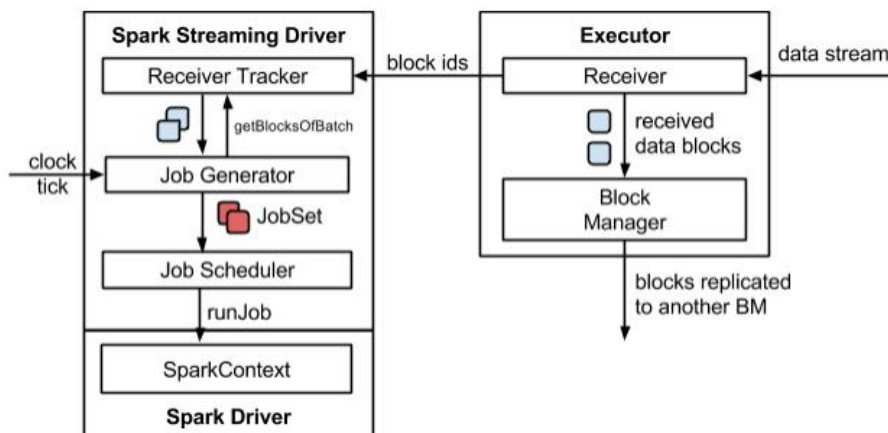 Spark Streaming Driver
Receiver Tracker
getBlocksOfBatch
clock
tick
Job Generator
JobSet
Job Scheduler
runJob
SparkContext
Spark Driver
block ids
Executor
Receiver
data stream
received
data blocks
Block
Manager
blocks replicated
to another BM